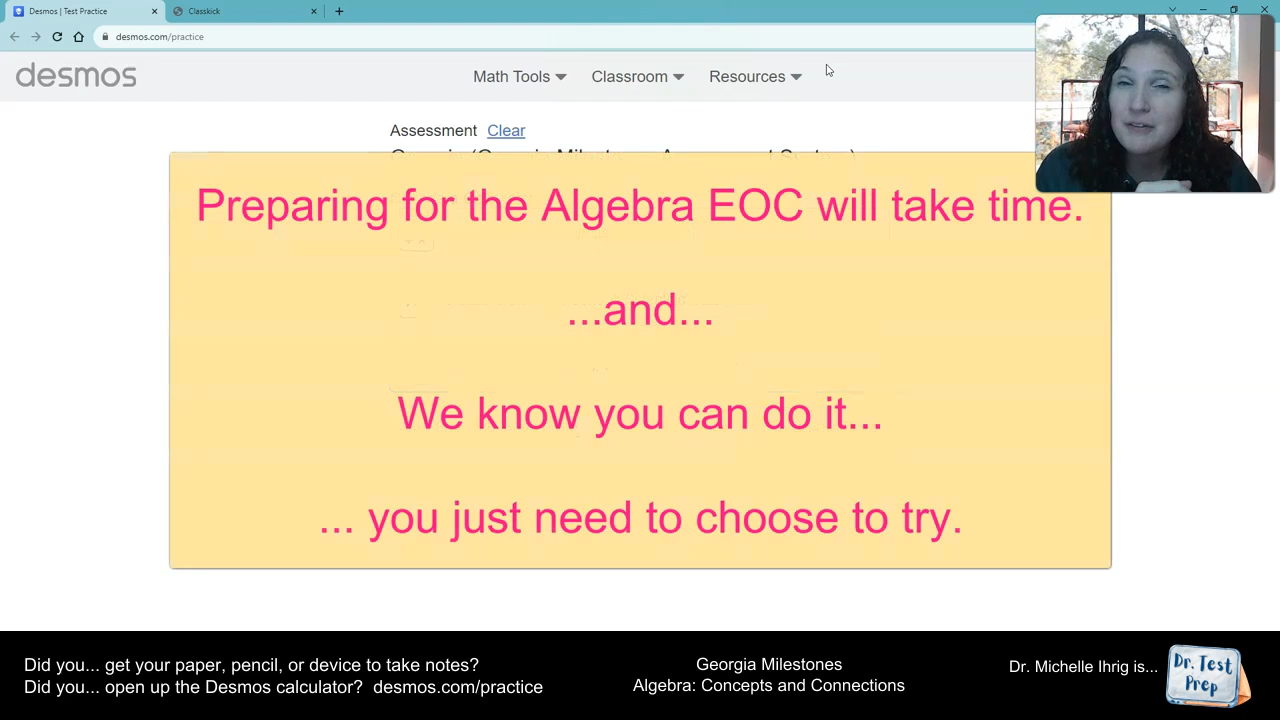 Desmos | Test Practice
Classkick
desmos.com/practice
desmos
Math Tools
Classroom
Resources
Assessment Clear
Preparing for the Algebra EOC will take time.
...and...
We know you can do it...
... you just need to choose to try.
Did you... get your paper, pencil, or device to take notes?
Did you... open up the Desmos calculator? desmos.com/practice
Georgia Milestones
Algebra: Concepts and Connections
Dr. Michelle Ihrig is...
Dr. Test
Prep